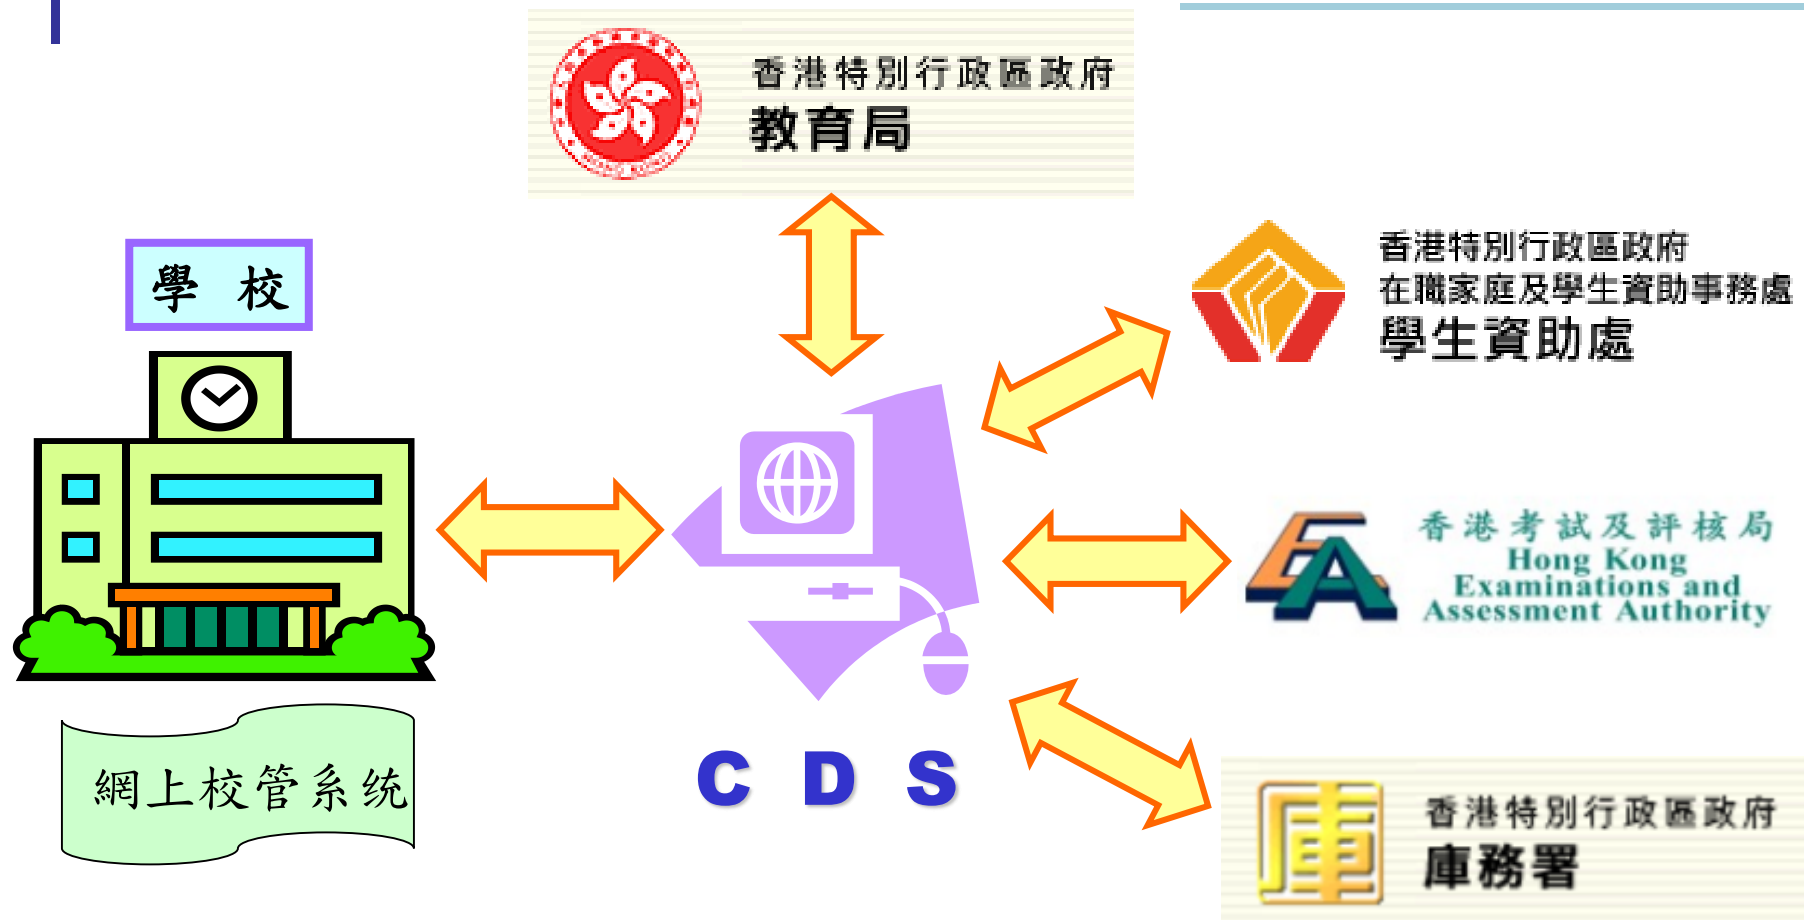 香港特別行政區政府
教育局
學 校
香港特別行政區政府
在職家庭及學生資助事務處
學生資助處
香港考試及評核局
Hong Kong
Examinations and
Assessment Authority
網上校管系统
C D S
香港特別行政區政府
庫務署